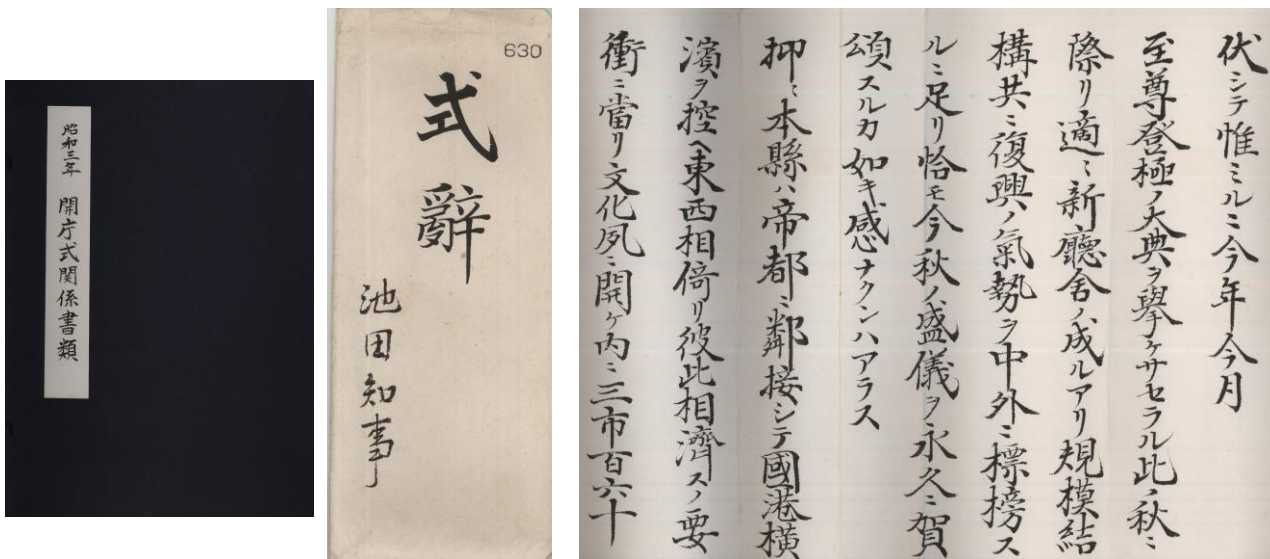 昭和三年 開庁式関係書類
630
式辭
池田知事
伏シテ惟ミルニ今年今月
至尊登極ノ大典ヲ擧ケサセラル此ノ秋ニ
際リ適ニ新廳舎ノ成ルアリ規模結
構共ニ復興ノ氣勢ヲ中外ニ標榜ス
ルニ足リ恰モ今秋ノ盛儀ヲ永久ニ賀
頌スルカ如キ感ナクンハアラス
抑〻本縣ハ帝都ニ鄰接シテ國港横
濱ヲ控ヘ東西相倚リ彼此相濟スノ要
衝ニ當リ文化夙ニ開ケ内ニ三市百六十